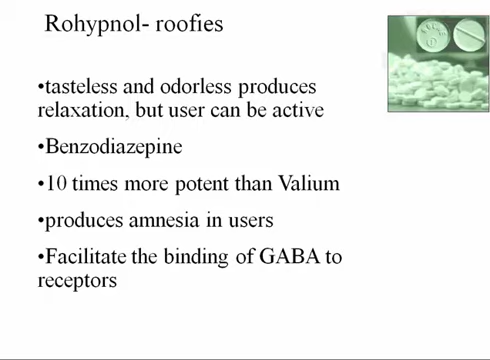 Rohypnol- roofies
•tasteless and odorless produces
relaxation, but user can be active
•Benzodiazepine
•10 times more potent than Valium
•produces amnesia in users
•Facilitate the binding of GABA to
receptors